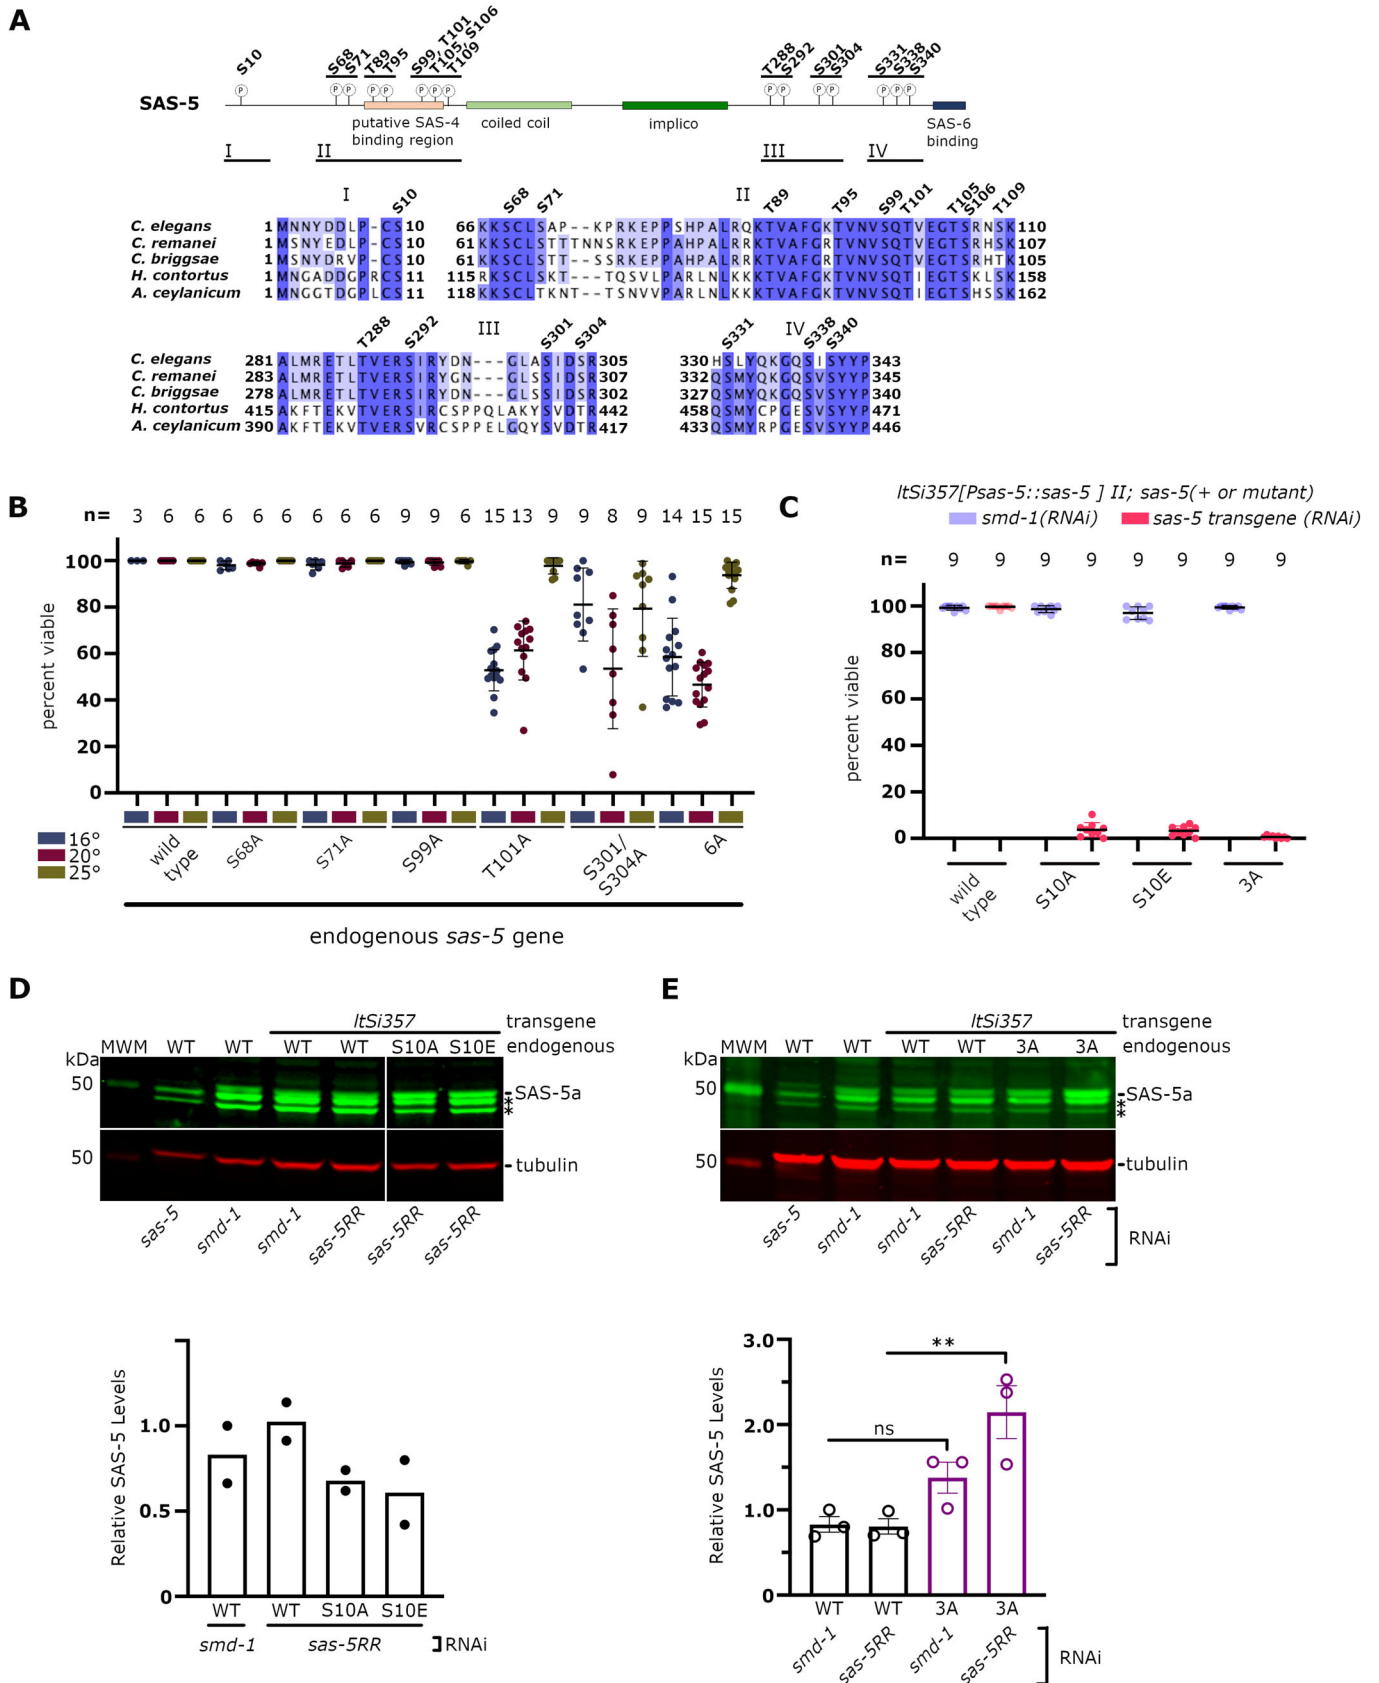 A
S10 S68 S71 T89 T95 S99, T101 T105, S106 T109 T288 S292 S301 S304 S331 S338 S340
P P P P P P P P P P P P P P P
SAS-5
putative SAS-4 binding region
coiled coil
implico
SAS-6 binding
I II III IV
I II
S10 S68 S71 T89 T95 S99 T101 T105 S106 T109
C. elegans 1 MNNYDDLP-CS 10 66 KKSCLSAP--KPRKEPPSHPALRQKTVAFGKTVNVSQTVEGTSRNSK 110
C. remanei 1 MSNYEDLP-CS 10 61 KKSCLSTTTNNSRKEPPAHPALRRKTVAFGRTVNVSQTVEGTSRNSK 107
C. briggsae 1 MSNYDRVP-CS 10 61 KKSCLSTT--SSRKEPPAHPALRRKTVAFGRTVNVSQTVEGTSRHTK 105
H. contortus 1 MNGADDGPRCS 11 115 RKSCLSKT---TQSVLPARLNLKKKTVAFGKTVNVSQTIEGTSKLSK 158
A. ceylanicum 1 MNGGTDGPLCS 11 118 KKSCLTKNT--TSNVVPARLNLKKKTVAFGKTVNVSQTIEGTSHSSK 162
T288 S292 III S301 S304 S331 IV S338 S340
C. elegans 281 ALMRETLTVERSIRYDN---GLASIDSR 305 330 HSLYQKGQSISYYP 343
C. remanei 283 ALMRETLTVERSIRYGN---GLSSIDSR 307 332 QSMYQKGQSVSYYP 345
C. briggsae 278 ALMRETLTVERSIRYDN---GLSSIDSR 302 327 QSMYQKGQSVSYYP 340
H. contortus 415 AKFTEKVTVERSIRCSPPQLAKYSVDTR 442 458 QSMYCPGESVSYYP 471
A. ceylanicum 390 AKFTEKVTVERSVRCSPPELGQYSVDTR 417 433 QSMYRPGESVSYYP 446
B
n= 3 6 6 6 6 6 6 6 6 9 9 6 15 13 9 9 8 9 14 15 15
percent viable
100
80
60
40
20
0
16°
20°
25°
wild type
S68A
S71A
S99A
T101A
S301/ S304A
6A
endogenous sas-5 gene
C
ltSi357[Psas-5::sas-5 ] II; sas-5(+ or mutant)
smd-1(RNAi) sas-5 transgene (RNAi)
n= 9 9 9 9 9 9 9 9
percent viable
100
80
60
40
20
0
wild type
S10A
S10E
3A
D
ltSi357 transgene
MWM WT WT WT WT S10A S10E endogenous
kDa
50
SAS-5a
*
*
50
tubulin
sas-5 smd-1 smd-1 sas-5RR sas-5RR sas-5RR
Relative SAS-5 Levels
1.0
0.5
0
WT WT S10A S10E
smd-1 sas-5RR RNAi
E
ltSi357 transgene
MWM WT WT WT WT 3A 3A endogenous
kDa
50
SAS-5a
*
*
50
tubulin
sas-5 smd-1 smd-1 sas-5RR smd-1 sas-5RR RNAi
Relative SAS-5 Levels
3.0
2.0
1.0
0
**
ns
WT WT 3A 3A
smd-1 sas-5RR smd-1 sas-5RR RNAi